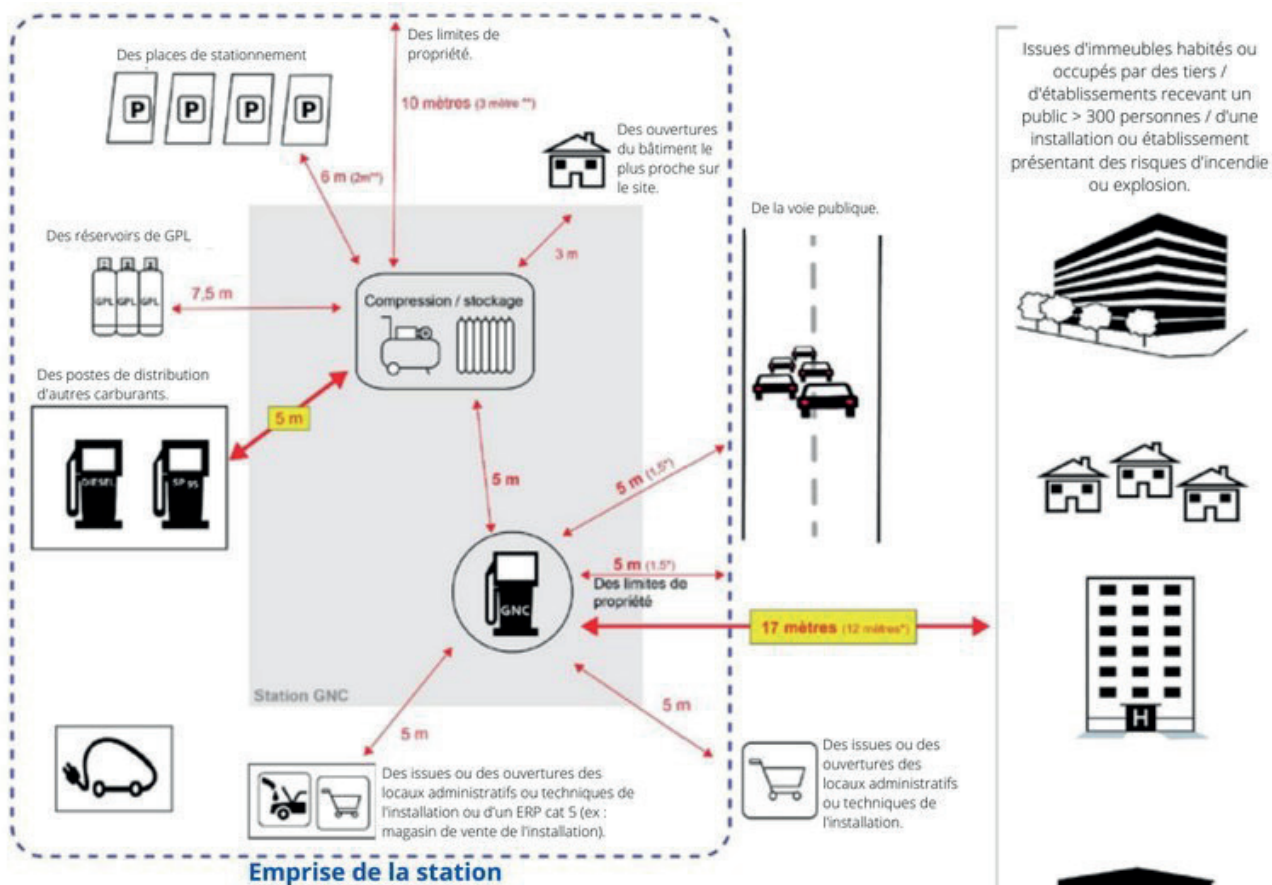 Des places de stationnement
P
P
P
P
Des limites de
propriété.
10 mètres (3 mètre **)
6 m (2m**)
Des ouvertures
du bâtiment le
plus proche sur
le site.
3 m
Des réservoirs de GPL
GPL
GPL
GPL
7,5 m
Compression / stockage
Des postes de distribution
d'autres carburants.
DIESEL
SP 95
5 m
5 m
De la voie publique.
5 m (1.5*)
5 m (1.5*)
Des limites de
propriété
GNC
17 mètres (12 mètres*)
Station GNC
5 m
5 m
Des issues ou des ouvertures des
locaux administratifs ou techniques de
l'installation ou d'un ERP cat 5 (ex :
magasin de vente de l'installation).
Des issues ou des
ouvertures des
locaux administratifs
ou techniques de
l'installation.
Emprise de la station
Issues d'immeubles habités ou
occupés par des tiers /
d'établissements recevant un
public > 300 personnes / d'une
installation ou établissement
présentant des risques d'incendie
ou explosion.
H